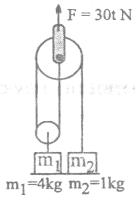 F = 30t N
m₁ m₂
m₁=4kg m₂=1kg